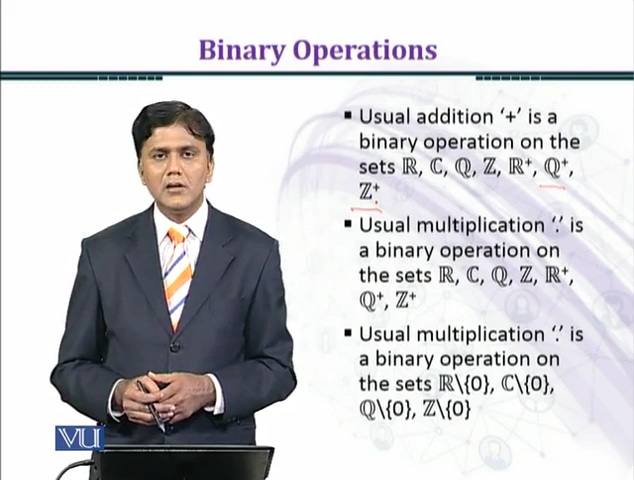 Binary Operations
▪ Usual addition ‘+’ is a
binary operation on the
sets ℝ, ℂ, ℚ, ℤ, ℝ⁺, ℚ⁺,
ℤ⁺
▪ Usual multiplication ‘.’ is
a binary operation on
the sets ℝ, ℂ, ℚ, ℤ, ℝ⁺,
ℚ⁺, ℤ⁺
▪ Usual multiplication ‘.’ is
a binary operation on
the sets ℝ\{0}, ℂ\{0},
ℚ\{0}, ℤ\{0}
VU